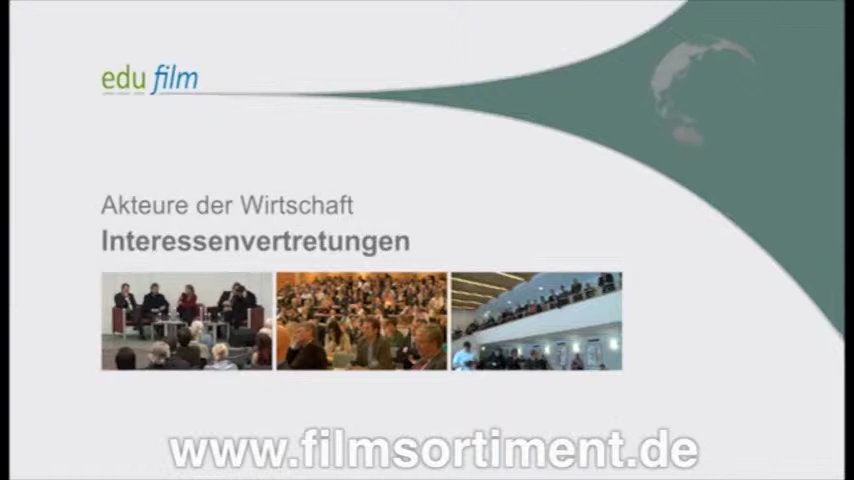 edu film
Akteure der Wirtschaft
Interessenvertretungen
www.filmsortiment.de